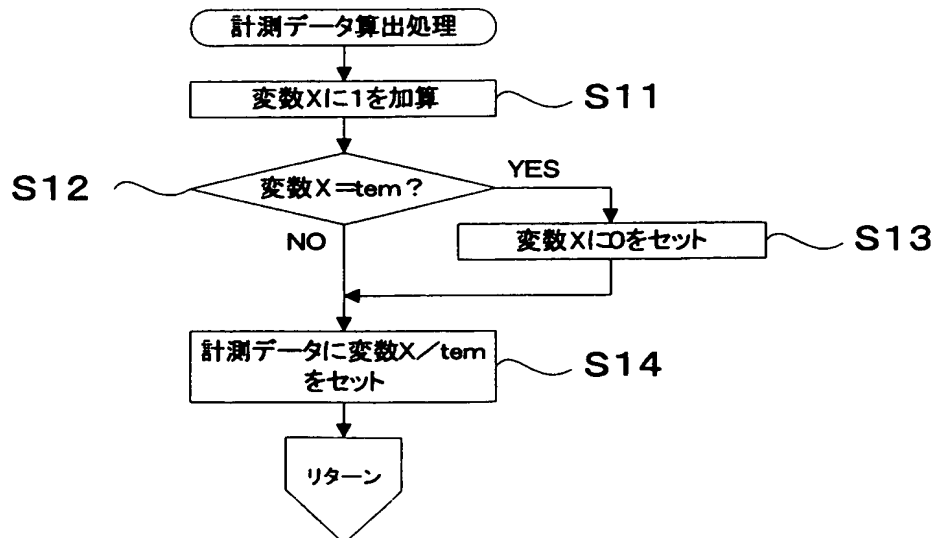 計測データ算出処理
変数Xに1を加算
S11
S12
変数X=tem?
YES
NO
変数Xに0をセット
S13
計測データに変数X/tem
をセット
S14
リターン